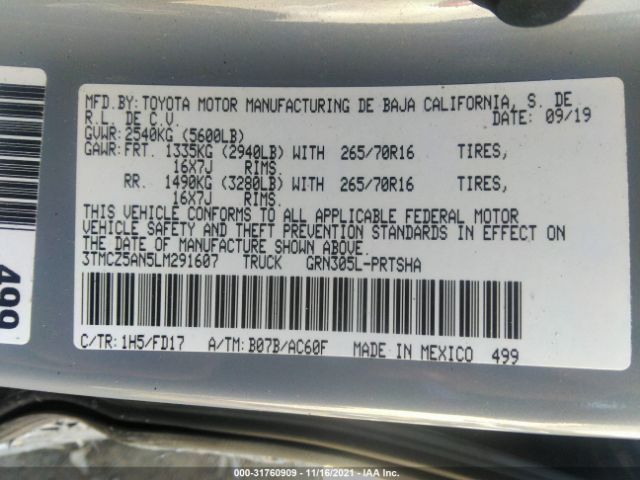 MFD.BY:TOYOTA MOTOR MANUFACTURING DE BAJA CALIFORNIA, S. DE
R.L. DE C.V. DATE: 09/19
GVWR:2540KG (5600LB)
GAWR:FRT. 1335KG (2940LB) WITH 265/70R16 TIRES,
16X7J RIMS.
RR. 1490KG (3280LB) WITH 265/70R16 TIRES,
16X7J RIMS.
THIS VEHICLE CONFORMS TO ALL APPLICABLE FEDERAL MOTOR
VEHICLE SAFETY AND THEFT PREVENTION STANDARDS IN EFFECT ON
THE DATE OF MANUFACTURE SHOWN ABOVE.
3TMCZ5AN5LM291607 TRUCK GRN305L-PRTSHA
C/TR:1H5/FD17 A/TM:B07B/AC60F MADE IN MEXICO 499
499
000-31760909 - 11/16/2021 - IAA Inc.